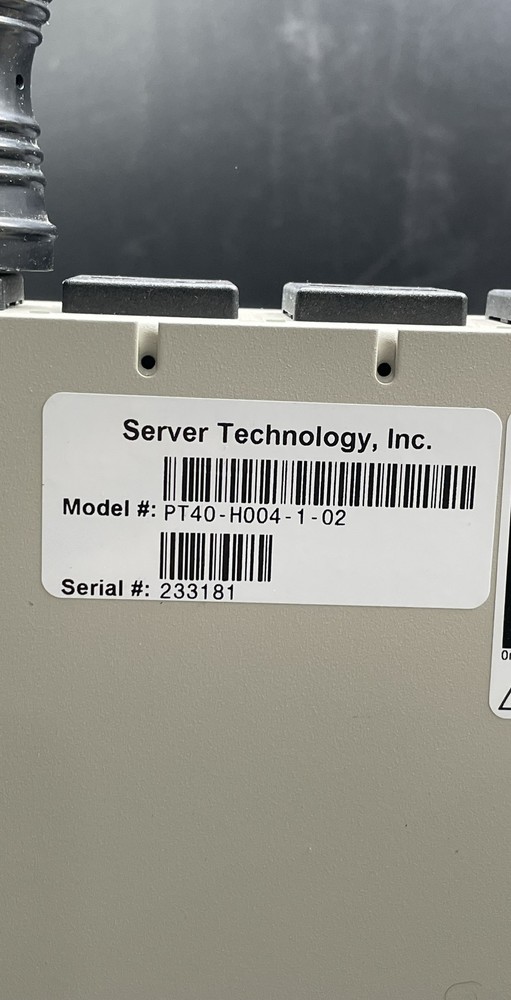 Server Technology, Inc.
Model #: PT40-H004-1-02
Serial #: 233181